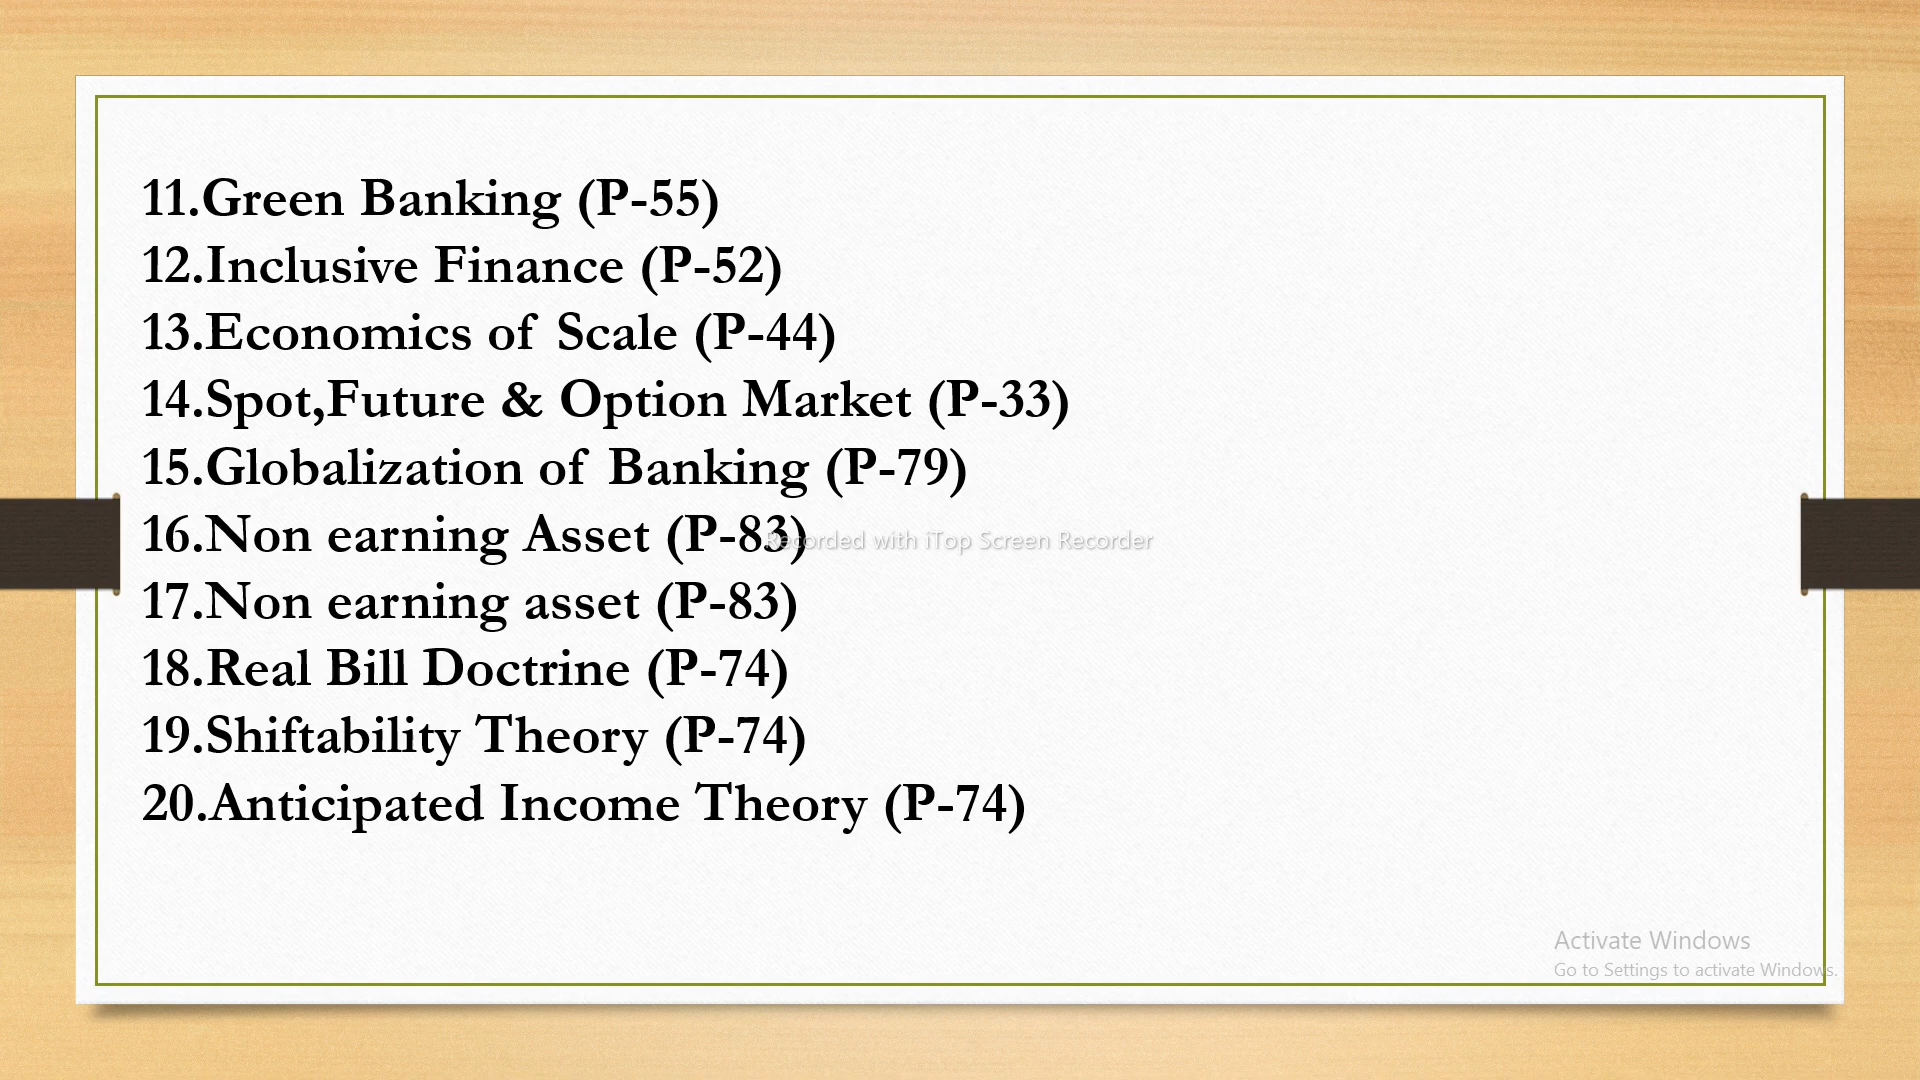 11.Green Banking (P-55)
12.Inclusive Finance (P-52)
13.Economics of Scale (P-44)
14.Spot,Future & Option Market (P-33)
15.Globalization of Banking (P-79)
16.Non earning Asset (P-83)
Recorded with iTop Screen Recorder
17.Non earning asset (P-83)
18.Real Bill Doctrine (P-74)
19.Shiftability Theory (P-74)
20.Anticipated Income Theory (P-74)
Activate Windows
Go to Settings to activate Windows.